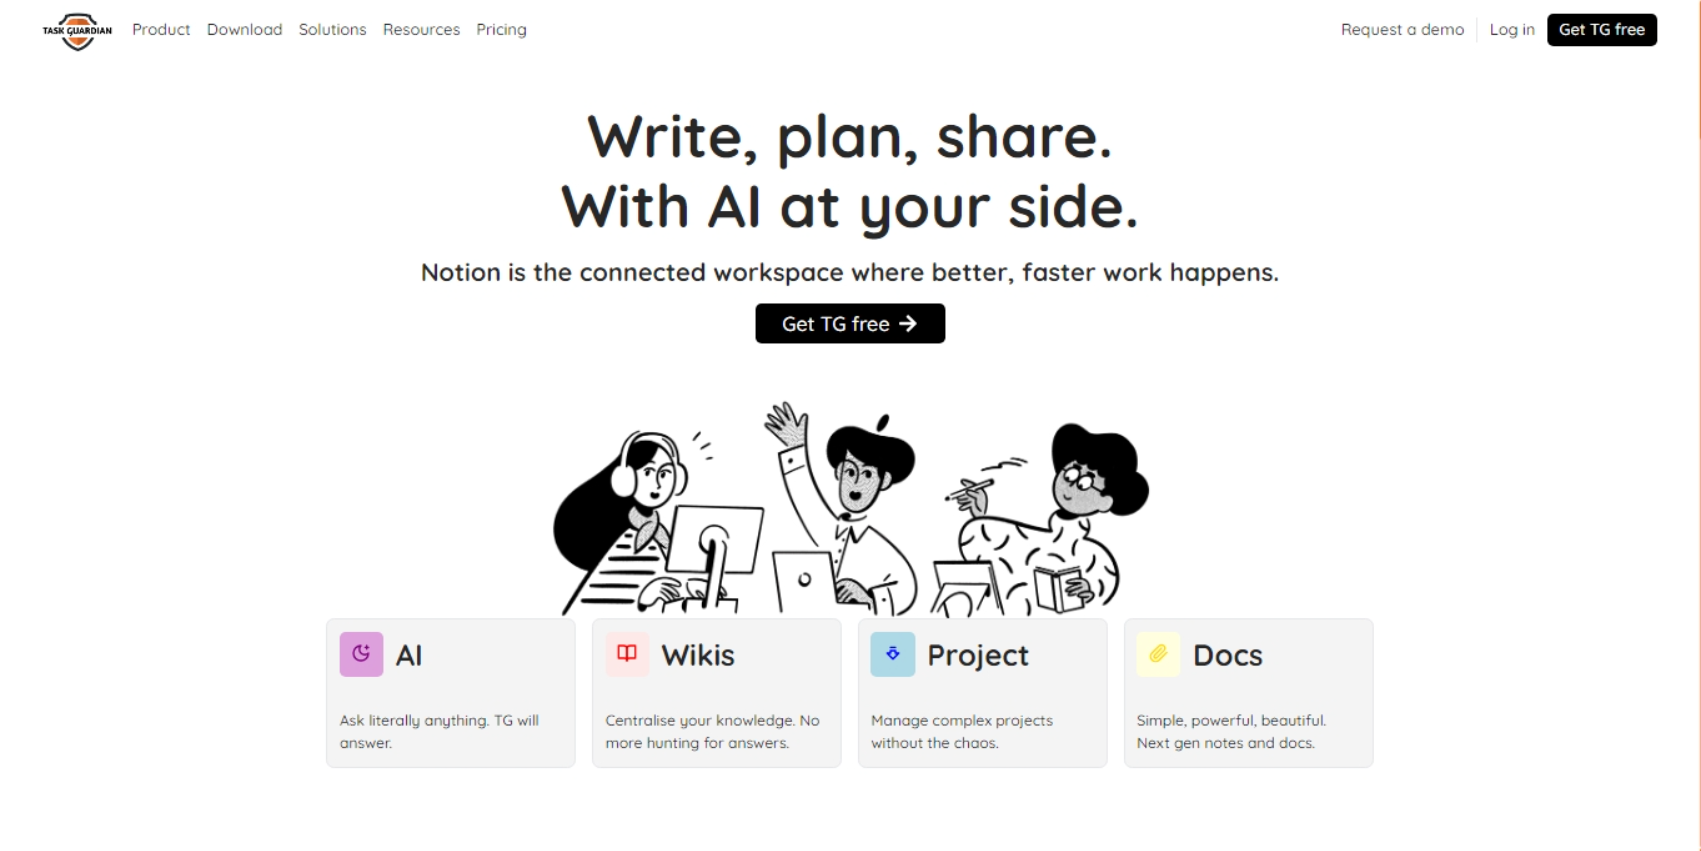 TASK GUARDIAN
Product Download Solutions Resources Pricing
Request a demo Log in Get TG free
Write, plan, share.
With AI at your side.
Notion is the connected workspace where better, faster work happens.
Get TG free →
AI
Ask literally anything. TG will
answer.
Wikis
Centralise your knowledge. No
more hunting for answers.
Project
Manage complex projects
without the chaos.
Docs
Simple, powerful, beautiful.
Next gen notes and docs.